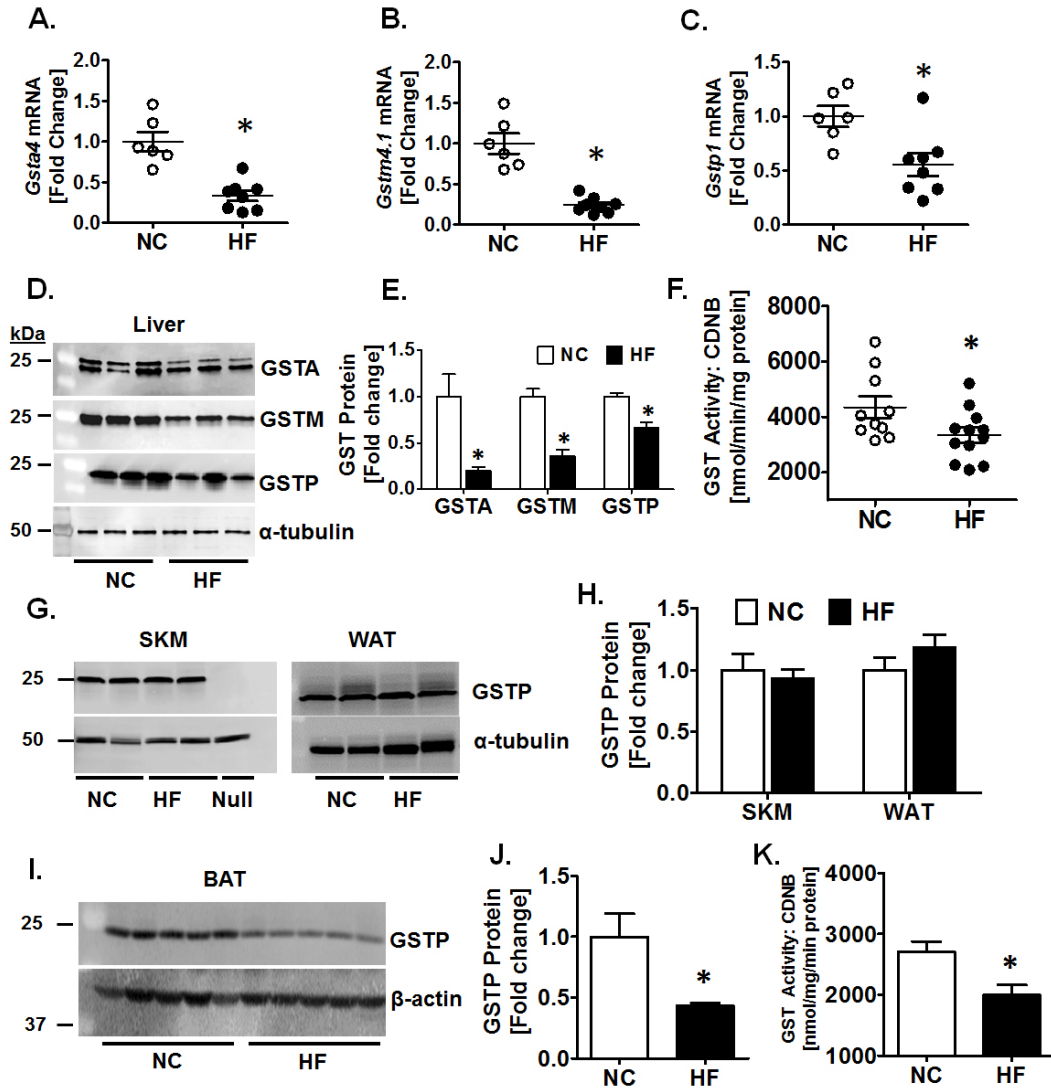 A.
Gsta4 mRNA
[Fold Change]
2.0
1.5
1.0
0.5
0.0
NC HF
*
B.
Gstm4.1 mRNA
[Fold Change]
2.0
1.5
1.0
0.5
0.0
NC HF
*
C.
Gstp1 mRNA
[Fold Change]
1.5
1.0
0.5
0.0
NC HF
*
D.
kDa
Liver
25
GSTA
25
GSTM
25
GSTP
50
α-tubulin
NC HF
E.
GST Protein
[Fold change]
1.5
1.0
0.5
0.0
NC HF
* * *
GSTA GSTM GSTP
F.
GST Activity: CDNB
[nmol/min/mg protein]
8000
6000
4000
2000
NC HF
*
G.
SKM WAT
25
GSTP
50
α-tubulin
NC HF Null NC HF
H.
GSTP Protein
[Fold change]
1.5
1.0
0.5
0.0
NC HF
SKM WAT
I.
BAT
25
GSTP
β-actin
37
NC HF
J.
GSTP Protein
[Fold change]
1.5
1.0
0.5
0.0
NC HF
*
K.
GST Activity: CDNB
[nmol/mg/min protein]
4000
3000
2000
1000
NC HF
*